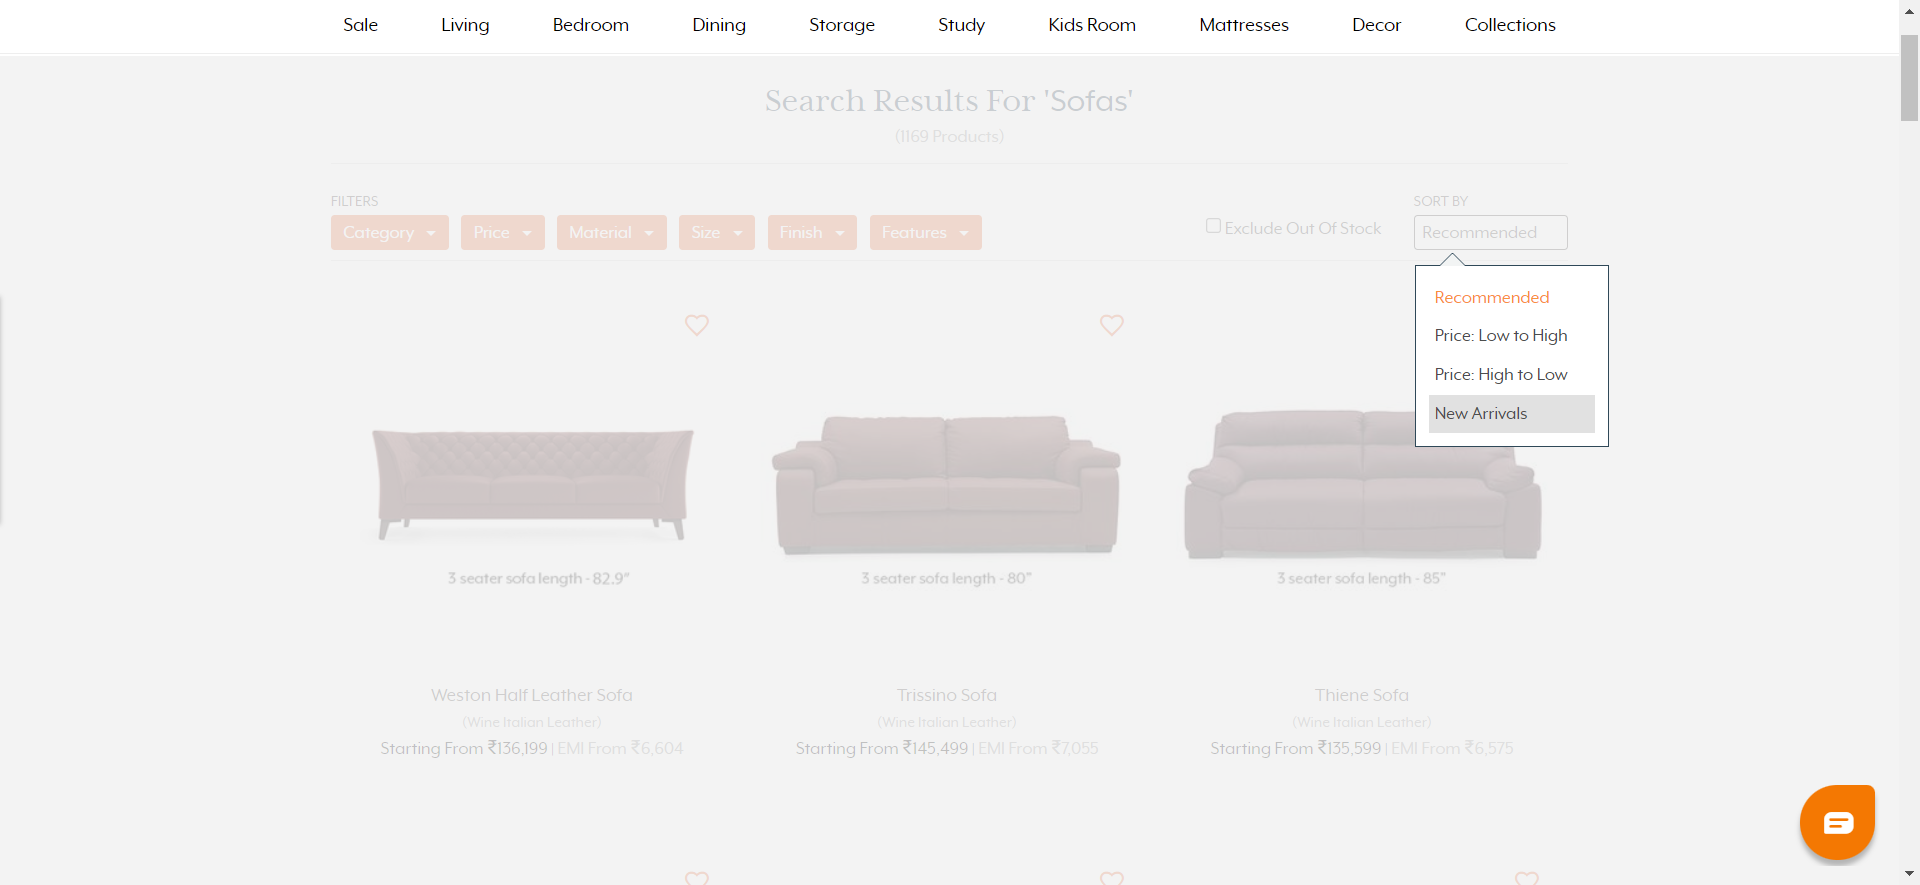 Sale Living Bedroom Dining Storage Study Kids Room Mattresses Decor Collections
Search Results For 'Sofas'
(1169 Products)
FILTERS
Category Price Material Size Finish Features
Exclude Out Of Stock
SORT BY
Recommended
Recommended
Price: Low to High
Price: High to Low
New Arrivals
3 seater sofa length - 82.9" 3 seater sofa length - 80" 3 seater sofa length - 85"
Weston Half Leather Sofa
(Wine Italian Leather)
Starting From ₹136,199 | EMI From ₹6,604
Trissino Sofa
(Wine Italian Leather)
Starting From ₹145,499 | EMI From ₹7,055
Thiene Sofa
(Wine Italian Leather)
Starting From ₹135,599 | EMI From ₹6,575